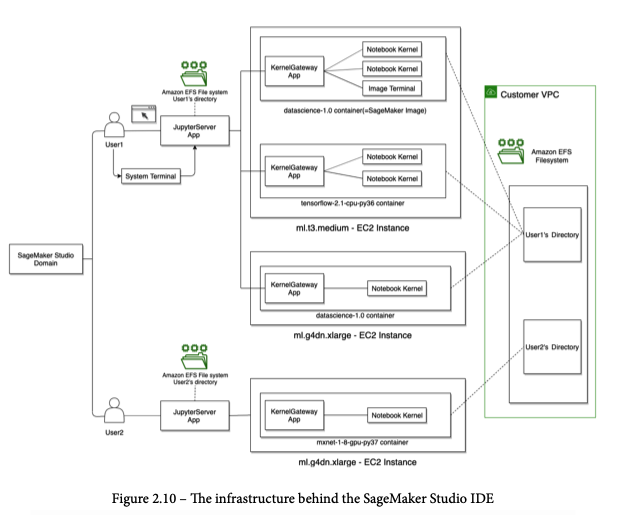 Notebook Kernel
KernelGateway
App
Notebook Kernel
Image Terminal
datascience-1.0 container(=SageMaker Image)
Amazon EFS File system
User1's directory
JupyterServer
App
User1
System Terminal
KernelGateway
App
Notebook Kernel
Notebook Kernel
tensorflow-2.1-cpu-py36 container
ml.t3.medium - EC2 Instance
Customer VPC
Amazon EFS
Filesystem
User1's Directory
SageMaker Studio
Domain
KernelGateway
App
Notebook Kernel
datascience-1.0 container
ml.g4dn.xlarge - EC2 Instance
User2's Directory
Amazon EFS File system
User2's directory
JupyterServer
App
User2
KernelGateway
App
Notebook Kernel
mxnet-1-8-gpu-py37 container
ml.g4dn.xlarge - EC2 Instance
Figure 2.10 – The infrastructure behind the SageMaker Studio IDE